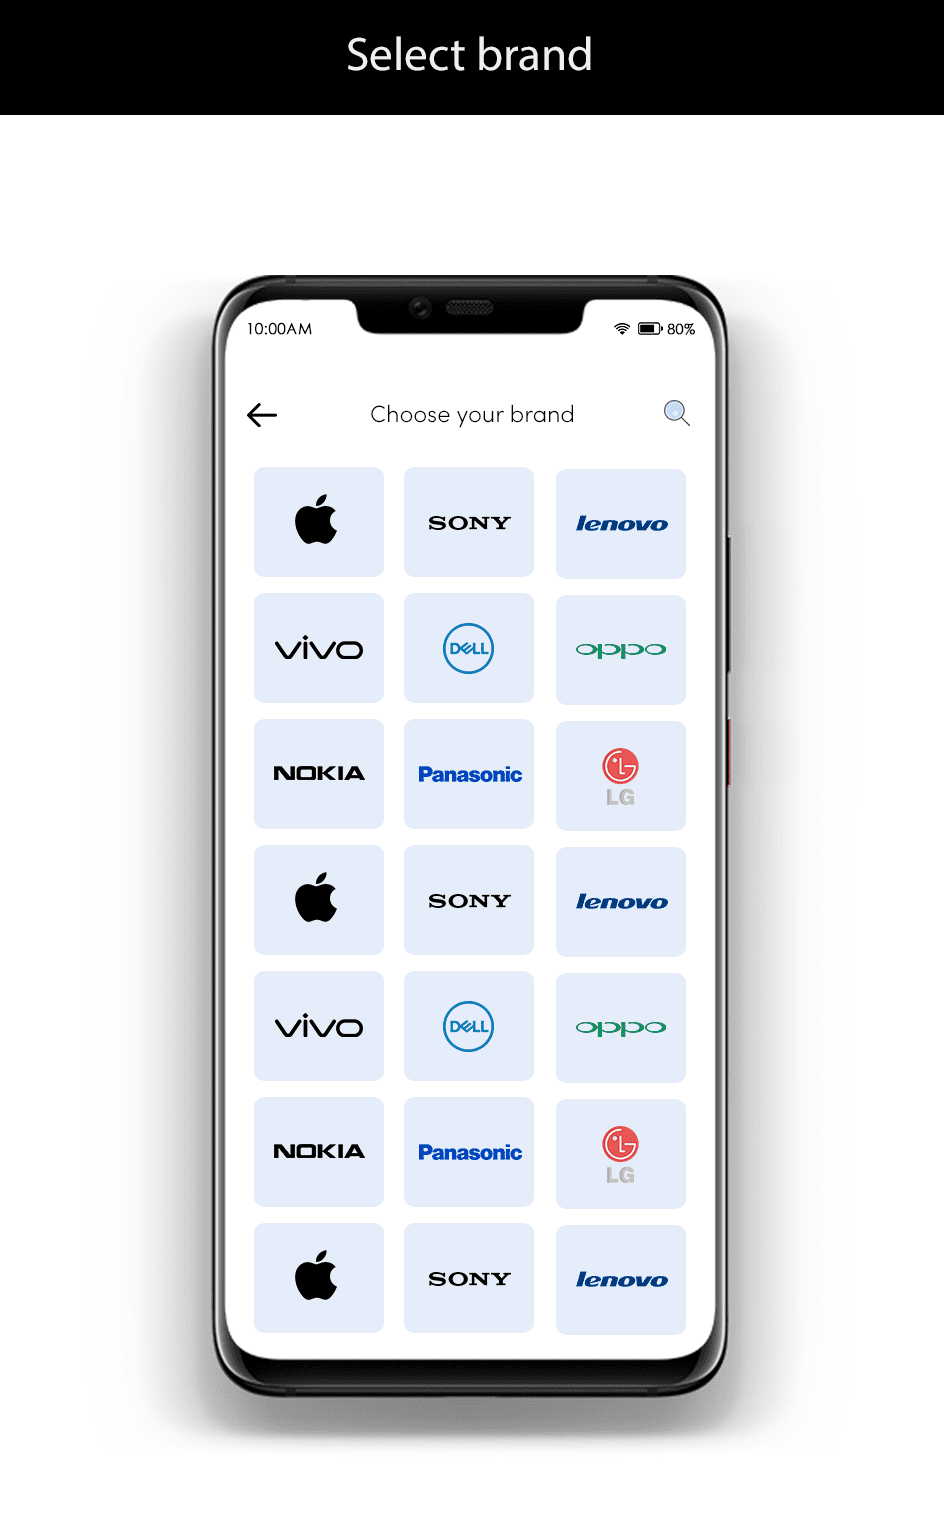 Select brand
10:00AM 80%
Choose your brand
SONY lenovo
vivo DELL oppo
NOKIA Panasonic LG
SONY lenovo
vivo DELL oppo
NOKIA Panasonic LG
SONY lenovo